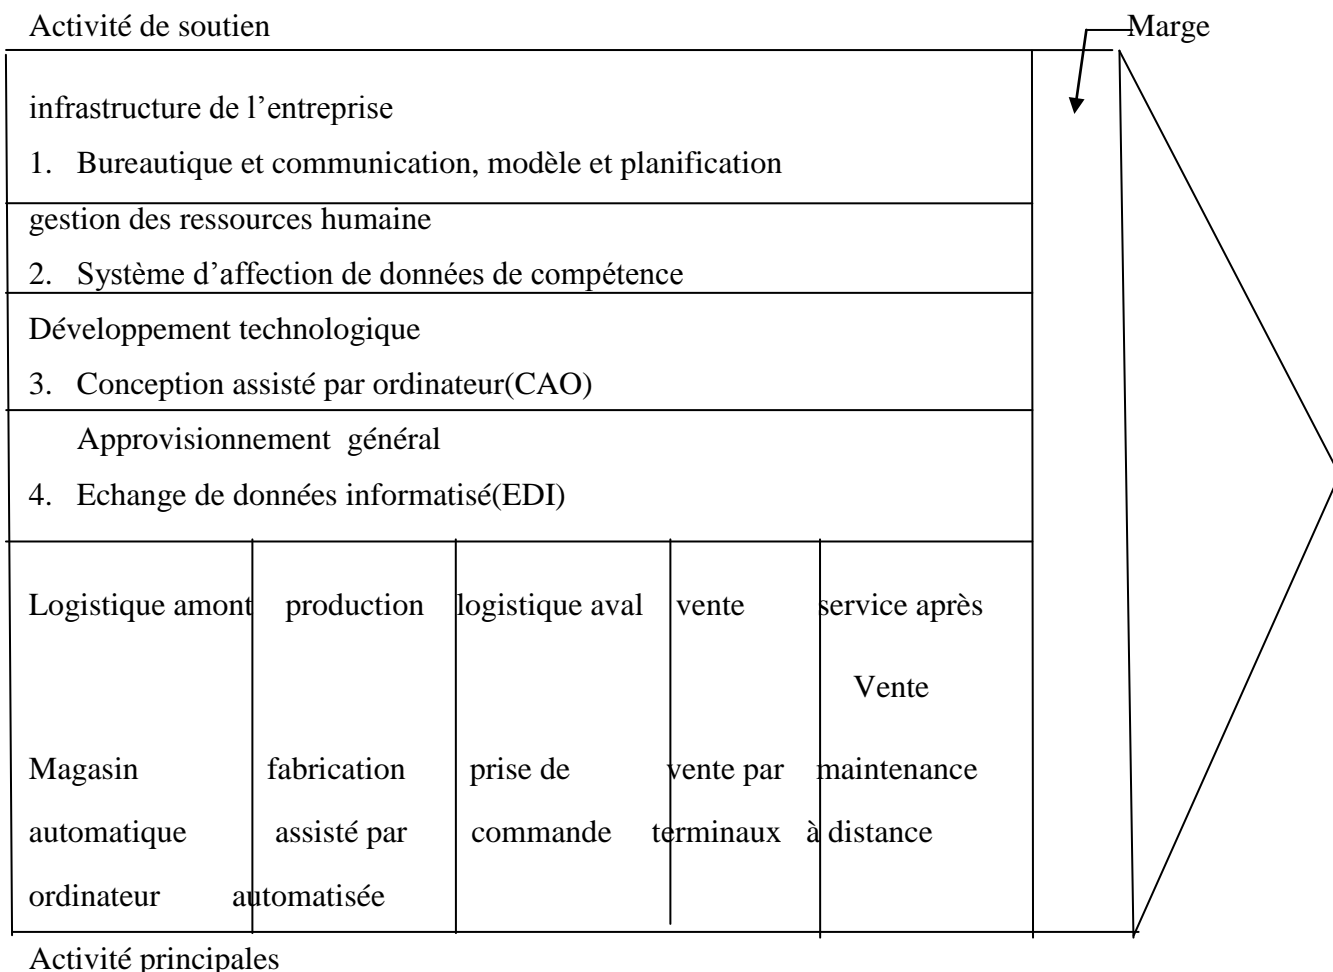 Activité de soutien Marge
infrastructure de l’entreprise
1. Bureautique et communication, modèle et planification
gestion des ressources humaine
2. Système d’affection de données de compétence
Développement technologique
3. Conception assisté par ordinateur(CAO)
Approvisionnement général
4. Echange de données informatisé(EDI)
Logistique amont production logistique aval vente service après
Vente
Magasin fabrication prise de vente par maintenance
automatique assisté par commande terminaux à distance
ordinateur automatisée
Activité principales